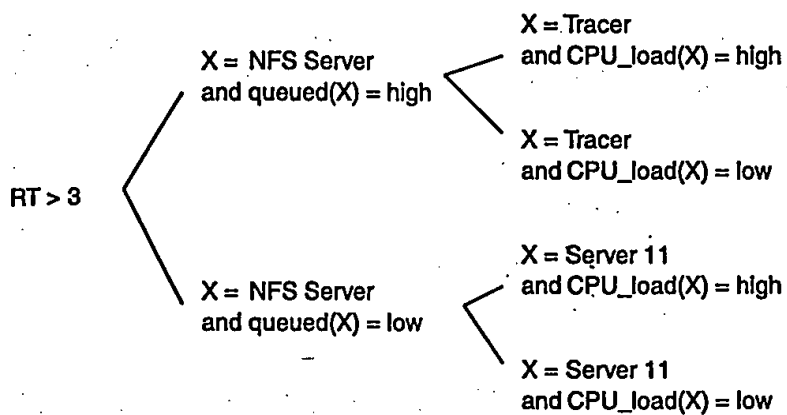 X = Tracer
and CPU_load(X) = high
X = NFS Server
and queued(X) = high
X = Tracer
and CPU_load(X) = low
RT > 3
X = Server 11
and CPU_load(X) = high
X = NFS Server
and queued(X) = low
X = Server 11
and CPU_load(X) = low